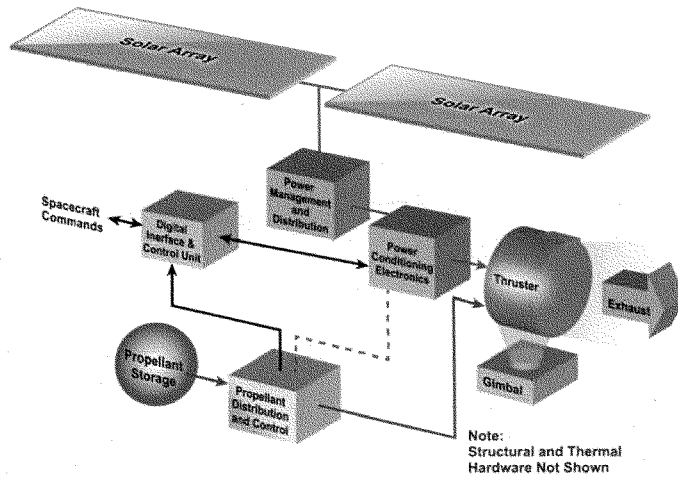 Solar Array
Solar Array
Power
Management
and
Distribution
Spacecraft
Commands
Digital
Inerface &
Control Unit
Power
Conditioning
Electronics
Thruster
Exhaust
Propellant
Storage
Propellant
Distribution
and Control
Gimbal
Note:
Structural and Thermal
Hardware Not Shown